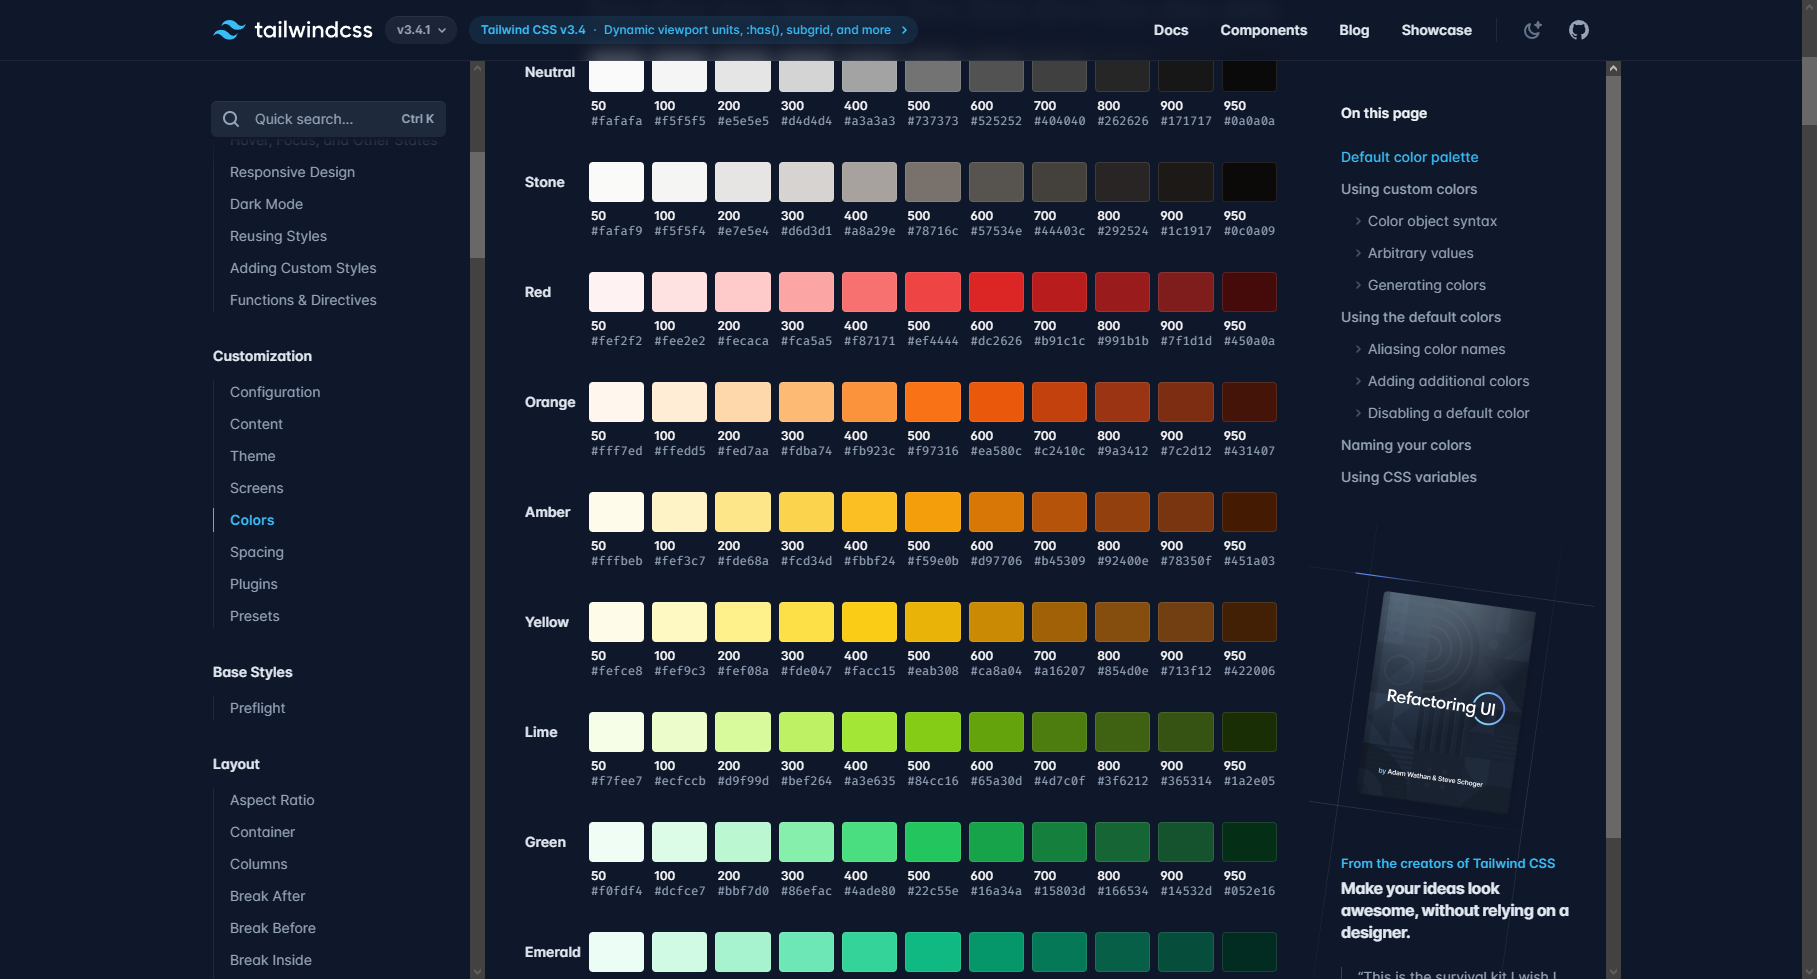 tailwindcss
v3.4.1
Tailwind CSS v3.4 · Dynamic viewport units, :has(), subgrid, and more
Docs
Components
Blog
Showcase
Quick search...
Ctrl K
Hover, Focus, and Other States
Responsive Design
Dark Mode
Reusing Styles
Adding Custom Styles
Functions & Directives
Customization
Configuration
Content
Theme
Screens
Colors
Spacing
Plugins
Presets
Base Styles
Preflight
Layout
Aspect Ratio
Container
Columns
Break After
Break Before
Break Inside
Neutral
50 100 200 300 400 500 600 700 800 900 950
#fafafa #f5f5f5 #e5e5e5 #d4d4d4 #a3a3a3 #737373 #525252 #404040 #262626 #171717 #0a0a0a
Stone
50 100 200 300 400 500 600 700 800 900 950
#fafaf9 #f5f5f4 #e7e5e4 #d6d3d1 #a8a29e #78716c #57534e #44403c #292524 #1c1917 #0c0a09
Red
50 100 200 300 400 500 600 700 800 900 950
#fef2f2 #fee2e2 #fecaca #fca5a5 #f87171 #ef4444 #dc2626 #b91c1c #991b1b #7f1d1d #450a0a
Orange
50 100 200 300 400 500 600 700 800 900 950
#fff7ed #ffedd5 #fed7aa #fdba74 #fb923c #f97316 #ea580c #c2410c #9a3412 #7c2d12 #431407
Amber
50 100 200 300 400 500 600 700 800 900 950
#fffbeb #fef3c7 #fde68a #fcd34d #fbbf24 #f59e0b #d97706 #b45309 #92400e #78350f #451a03
Yellow
50 100 200 300 400 500 600 700 800 900 950
#fefce8 #fef9c3 #fef08a #fde047 #facc15 #eab308 #ca8a04 #a16207 #854d0e #713f12 #422006
Lime
50 100 200 300 400 500 600 700 800 900 950
#f7fee7 #ecfccb #d9f99d #bef264 #a3e635 #84cc16 #65a30d #4d7c0f #3f6212 #365314 #1a2e05
Green
50 100 200 300 400 500 600 700 800 900 950
#f0fdf4 #dcfce7 #bbf7d0 #86efac #4ade80 #22c55e #16a34a #15803d #166534 #14532d #052e16
Emerald
On this page
Default color palette
Using custom colors
Color object syntax
Arbitrary values
Generating colors
Using the default colors
Aliasing color names
Adding additional colors
Disabling a default color
Naming your colors
Using CSS variables
Refactoring UI
by Adam Wathan & Steve Schoger
From the creators of Tailwind CSS
Make your ideas look
awesome, without relying on a
designer.
“This is the survival kit I wish I